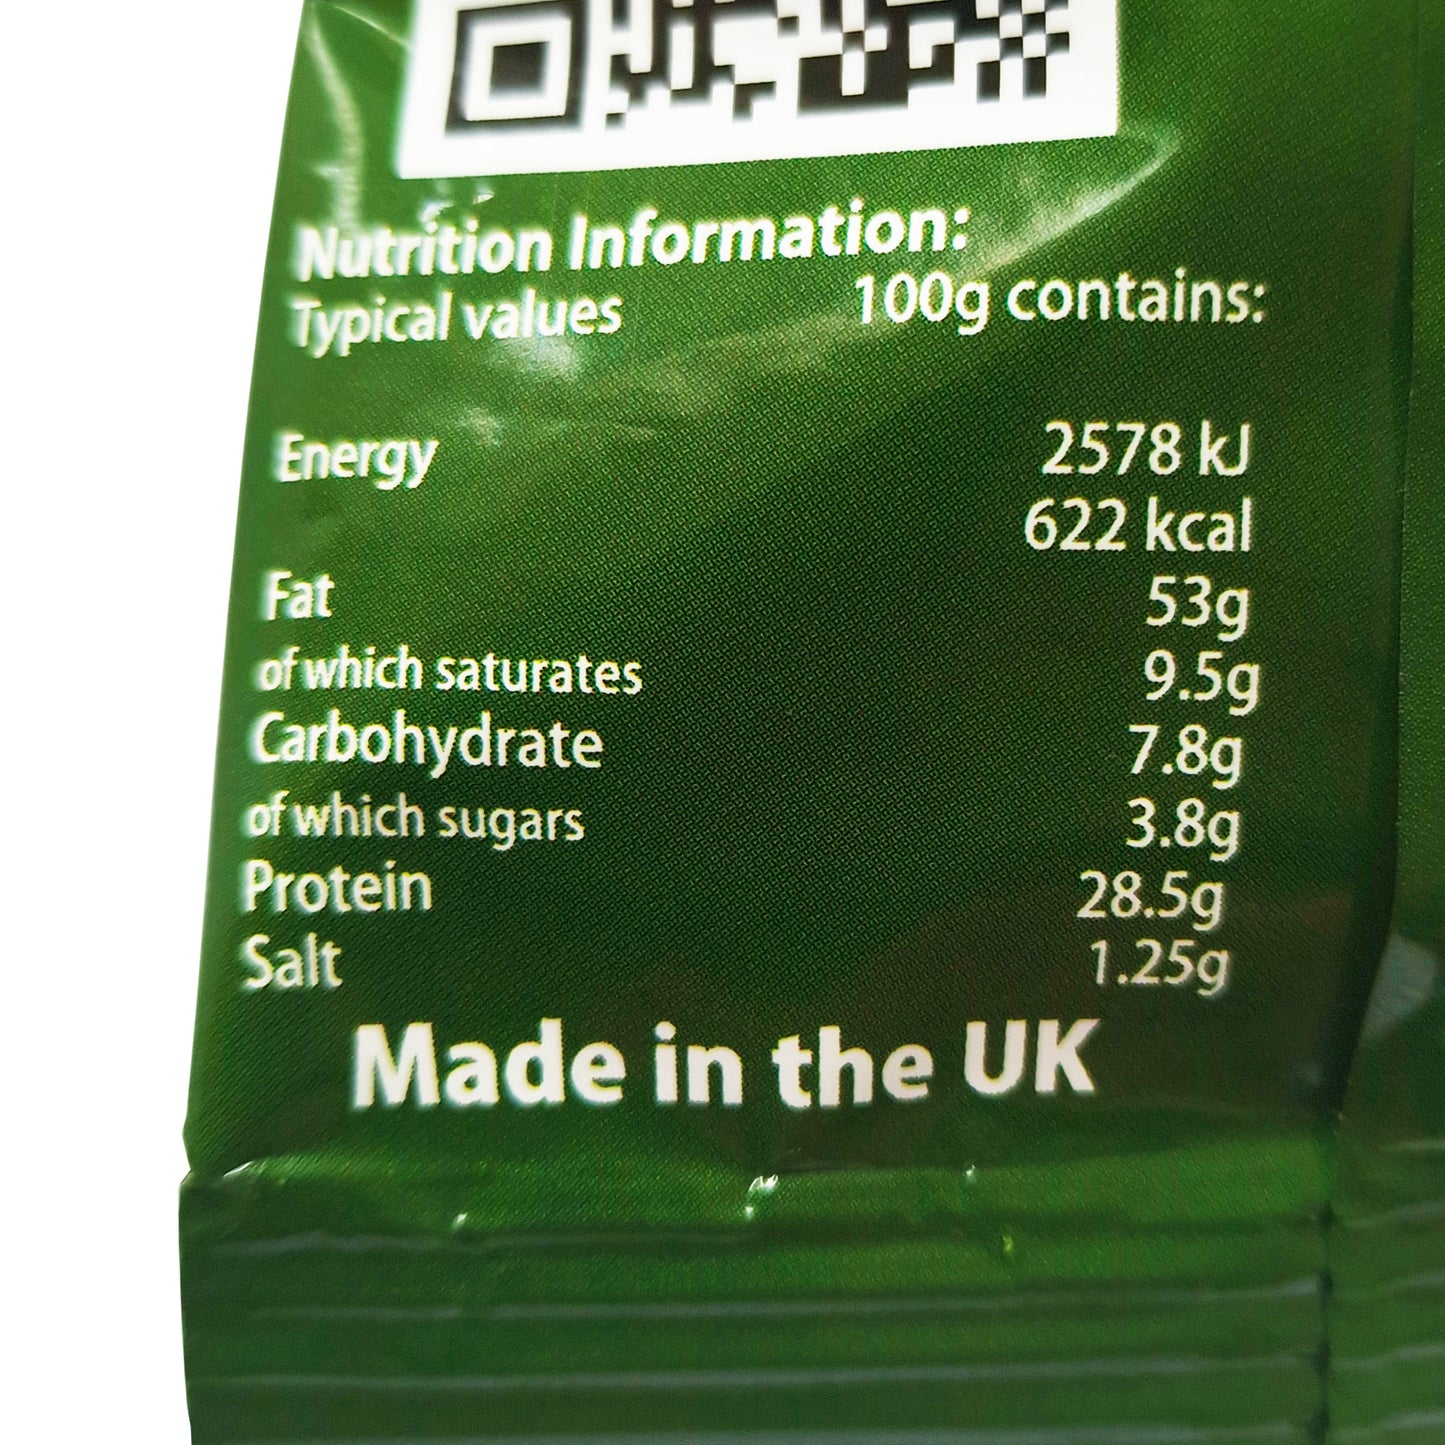 Nutrition Information:
Typical values 100g contains:
Energy 2578 kJ
622 kcal
Fat 53g
of which saturates 9.5g
Carbohydrate 7.8g
of which sugars 3.8g
Protein 28.5g
Salt 1.25g
Made in the UK